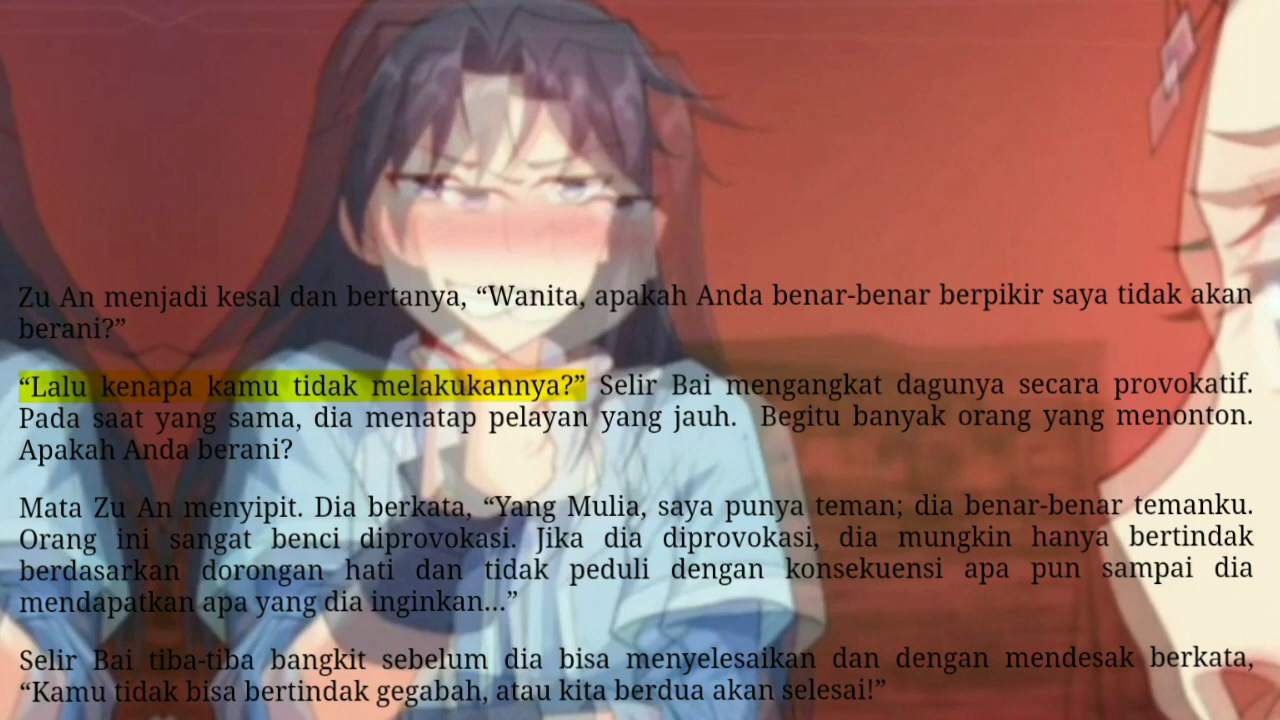 Zu An menjadi kesal dan bertanya, “Wanita, apakah Anda benar-benar berpikir saya tidak akan
berani?”
“Lalu kenapa kamu tidak melakukannya?” Selir Bai mengangkat dagunya secara provokatif.
Pada saat yang sama, dia menatap pelayan yang jauh. Begitu banyak orang yang menonton.
Apakah Anda berani?
Mata Zu An menyipit. Dia berkata, “Yang Mulia, saya punya teman; dia benar-benar temanku.
Orang ini sangat benci diprovokasi. Jika dia diprovokasi, dia mungkin hanya bertindak
berdasarkan dorongan hati dan tidak peduli dengan konsekuensi apa pun sampai dia
mendapatkan apa yang dia inginkan...”
Selir Bai tiba-tiba bangkit sebelum dia bisa menyelesaikan dan dengan mendesak berkata,
“Kamu tidak bisa bertindak gegabah, atau kita berdua akan selesai!”